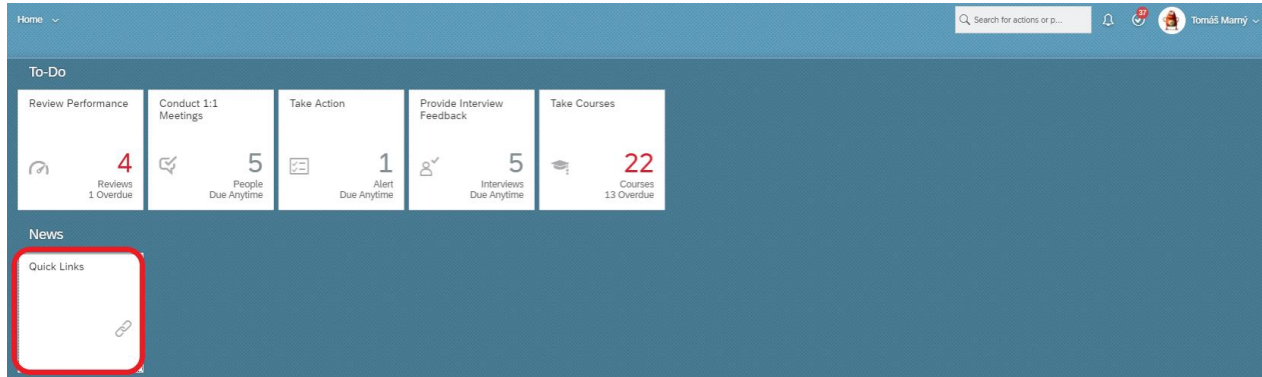 Home
Search for actions or p...
37
Tomáš Marný
To-Do
Review Performance
4
Reviews
1 Overdue
Conduct 1:1
Meetings
5
People
Due Anytime
Take Action
1
Alert
Due Anytime
Provide Interview
Feedback
5
Interviews
Due Anytime
Take Courses
22
Courses
13 Overdue
News
Quick Links